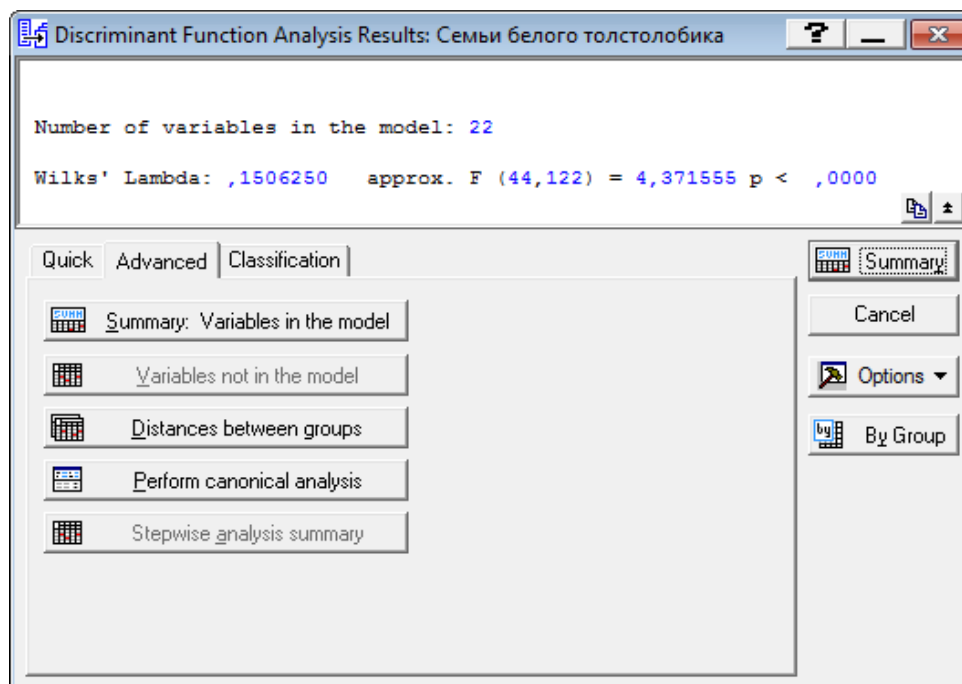 Discriminant Function Analysis Results: Семьи белого толстолобика
Number of variables in the model: 22
Wilks' Lambda: ,1506250 approx. F (44,122) = 4,371555 p < ,0000
Quick Advanced Classification
Summary: Variables in the model
Variables not in the model
Distances between groups
Perform canonical analysis
Stepwise analysis summary
SUMM Summary
Cancel
Options
By Group